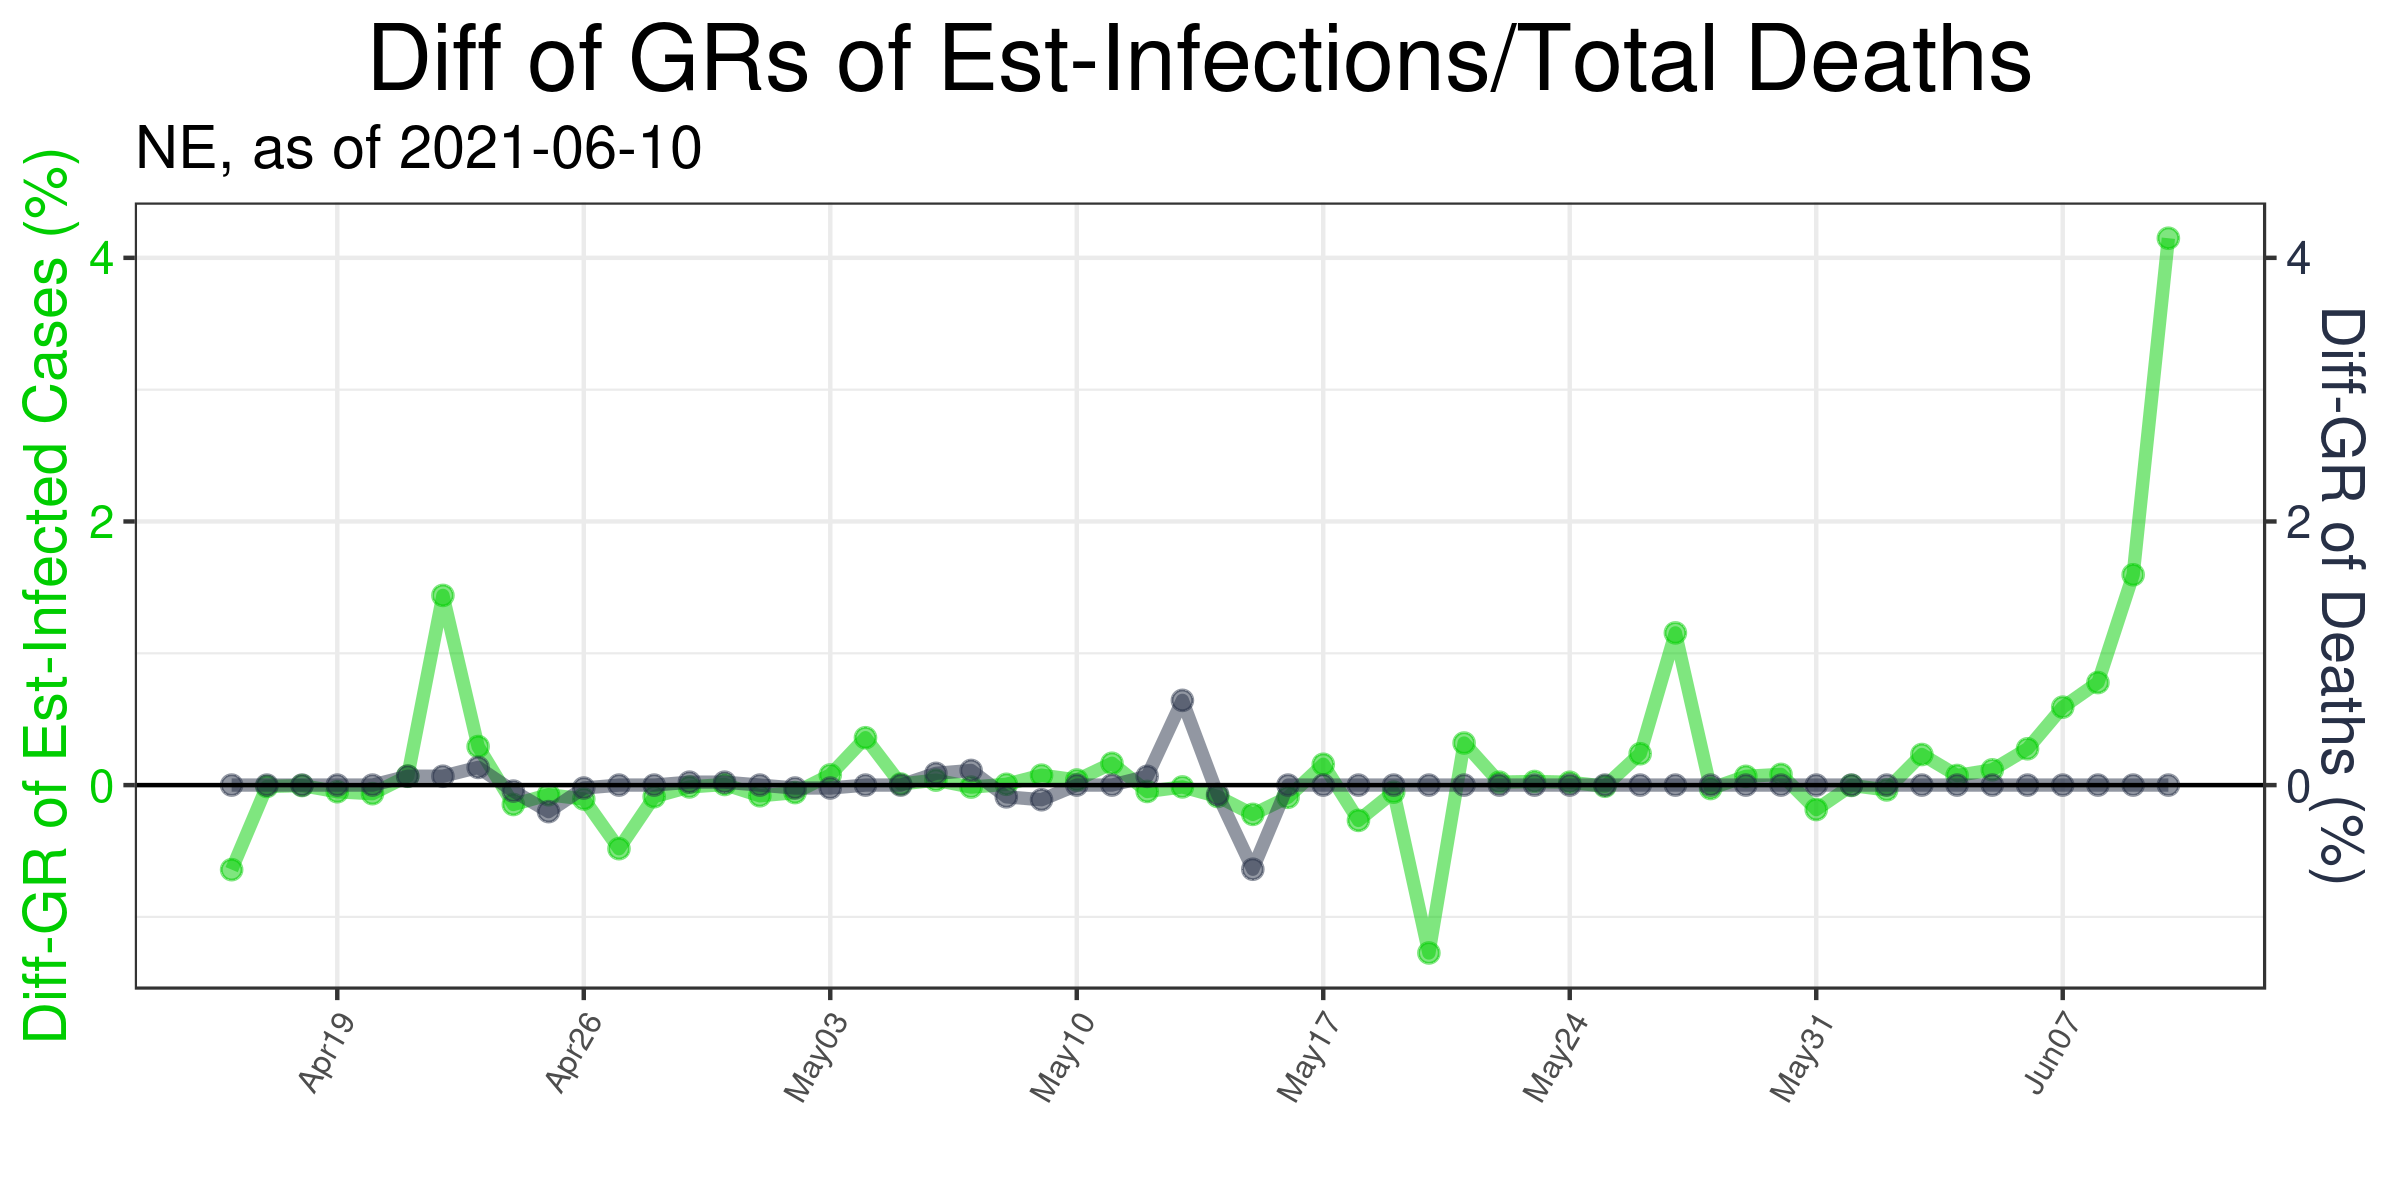 Diff of GRs of Est-Infections/Total Deaths
NE, as of 2021-06-10
Diff-GR of Est-Infected Cases (%)
4
2
0
4
2
0
Diff-GR of Deaths (%)
Apr19
Apr26
May03
May10
May17
May24
May31
Jun07